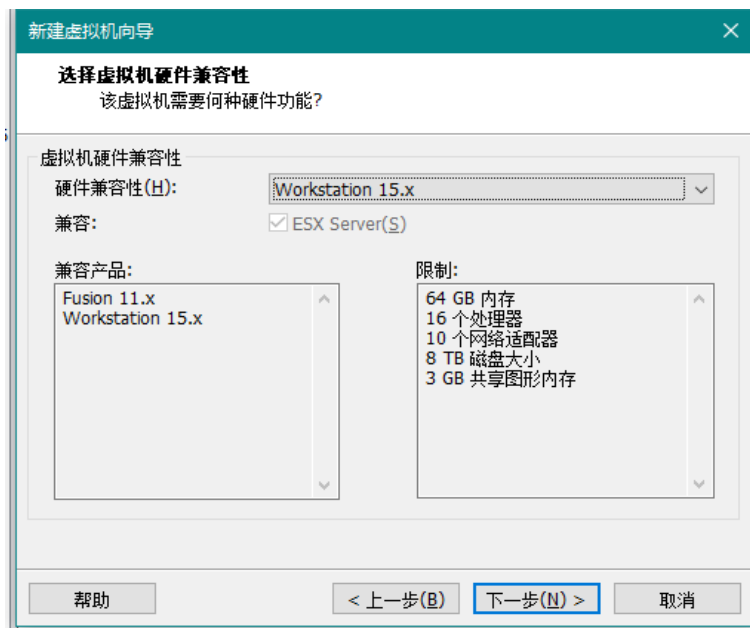 新建虚拟机向导
选择虚拟机硬件兼容性
该虚拟机需要何种硬件功能?
虚拟机硬件兼容性
硬件兼容性(H): Workstation 15.x
兼容: ESX Server(S)
兼容产品:
Fusion 11.x
Workstation 15.x
限制:
64 GB 内存
16 个处理器
10 个网络适配器
8 TB 磁盘大小
3 GB 共享图形内存
帮助 < 上一步(B) 下一步(N) > 取消